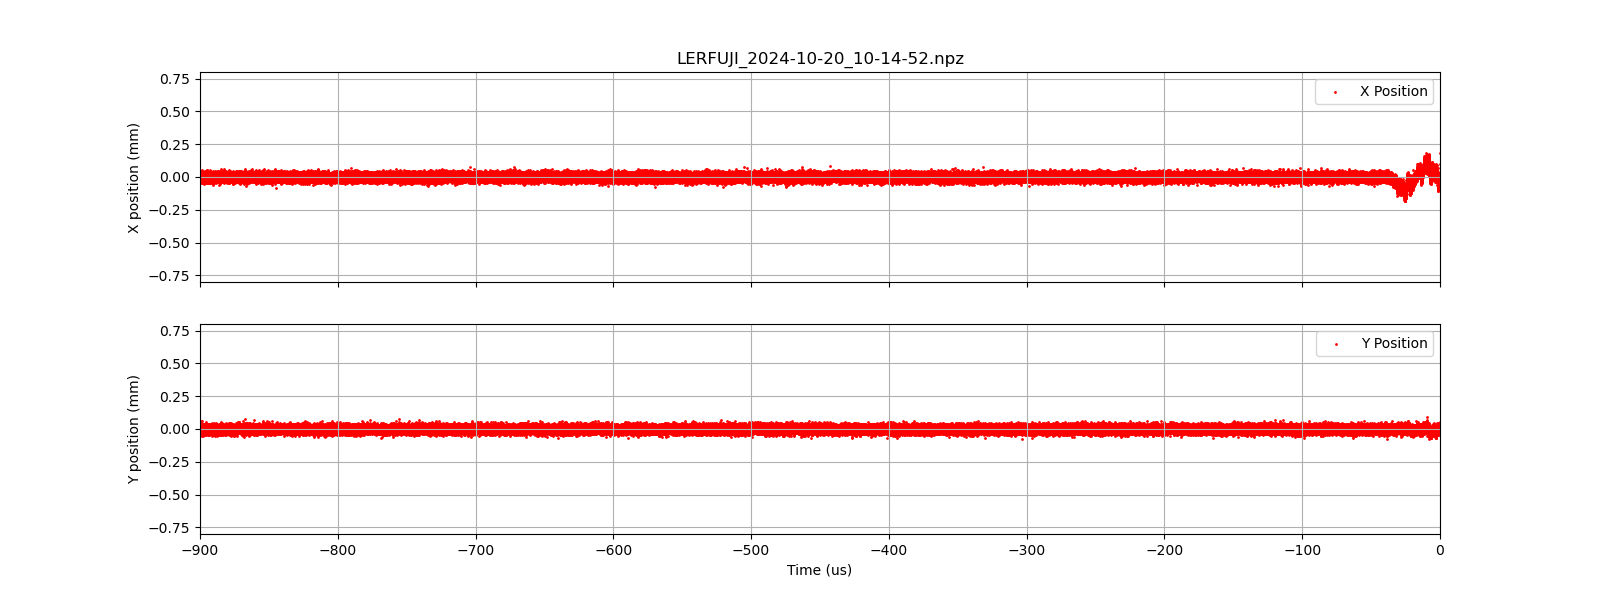 LERFUJI_2024-10-20_10-14-52.npz
X position (mm)
0.75
0.50
0.25
0.00
−0.25
−0.50
−0.75
X Position
Y position (mm)
0.75
0.50
0.25
0.00
−0.25
−0.50
−0.75
Y Position
−900 −800 −700 −600 −500 −400 −300 −200 −100 0
Time (us)